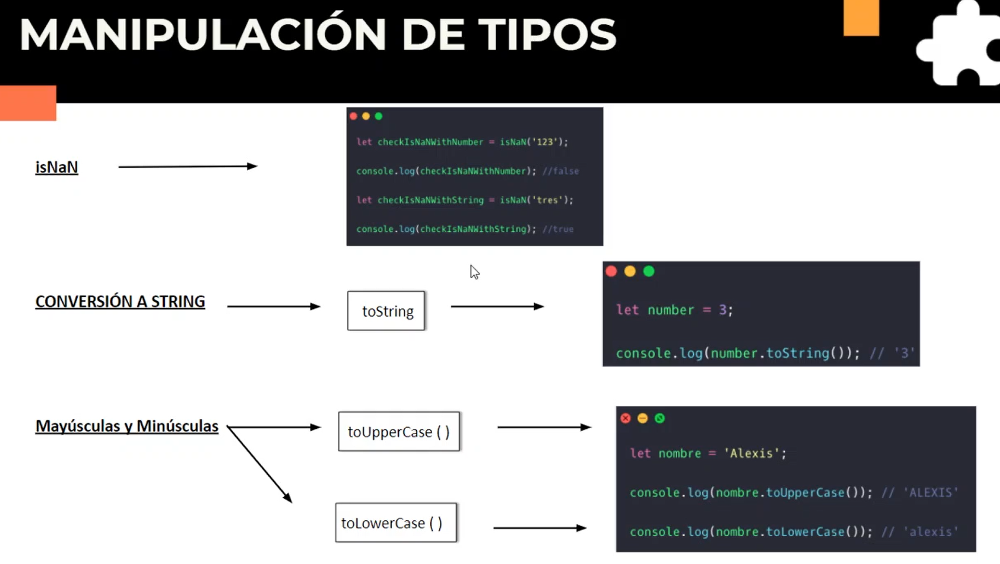 MANIPULACIÓN DE TIPOS
isNaN
let checkIsNaNWithNumber = isNaN('123');
console.log(checkIsNaNWithNumber); //false
let checkIsNaNWithString = isNaN('tres');
console.log(checkIsNaNWithString); //true
CONVERSIÓN A STRING
toString
let number = 3;
console.log(number.toString()); // '3'
Mayúsculas y Minúsculas
toUpperCase ( )
toLowerCase ( )
let nombre = 'Alexis';
console.log(nombre.toUpperCase()); // 'ALEXIS'
console.log(nombre.toLowerCase()); // 'alexis'